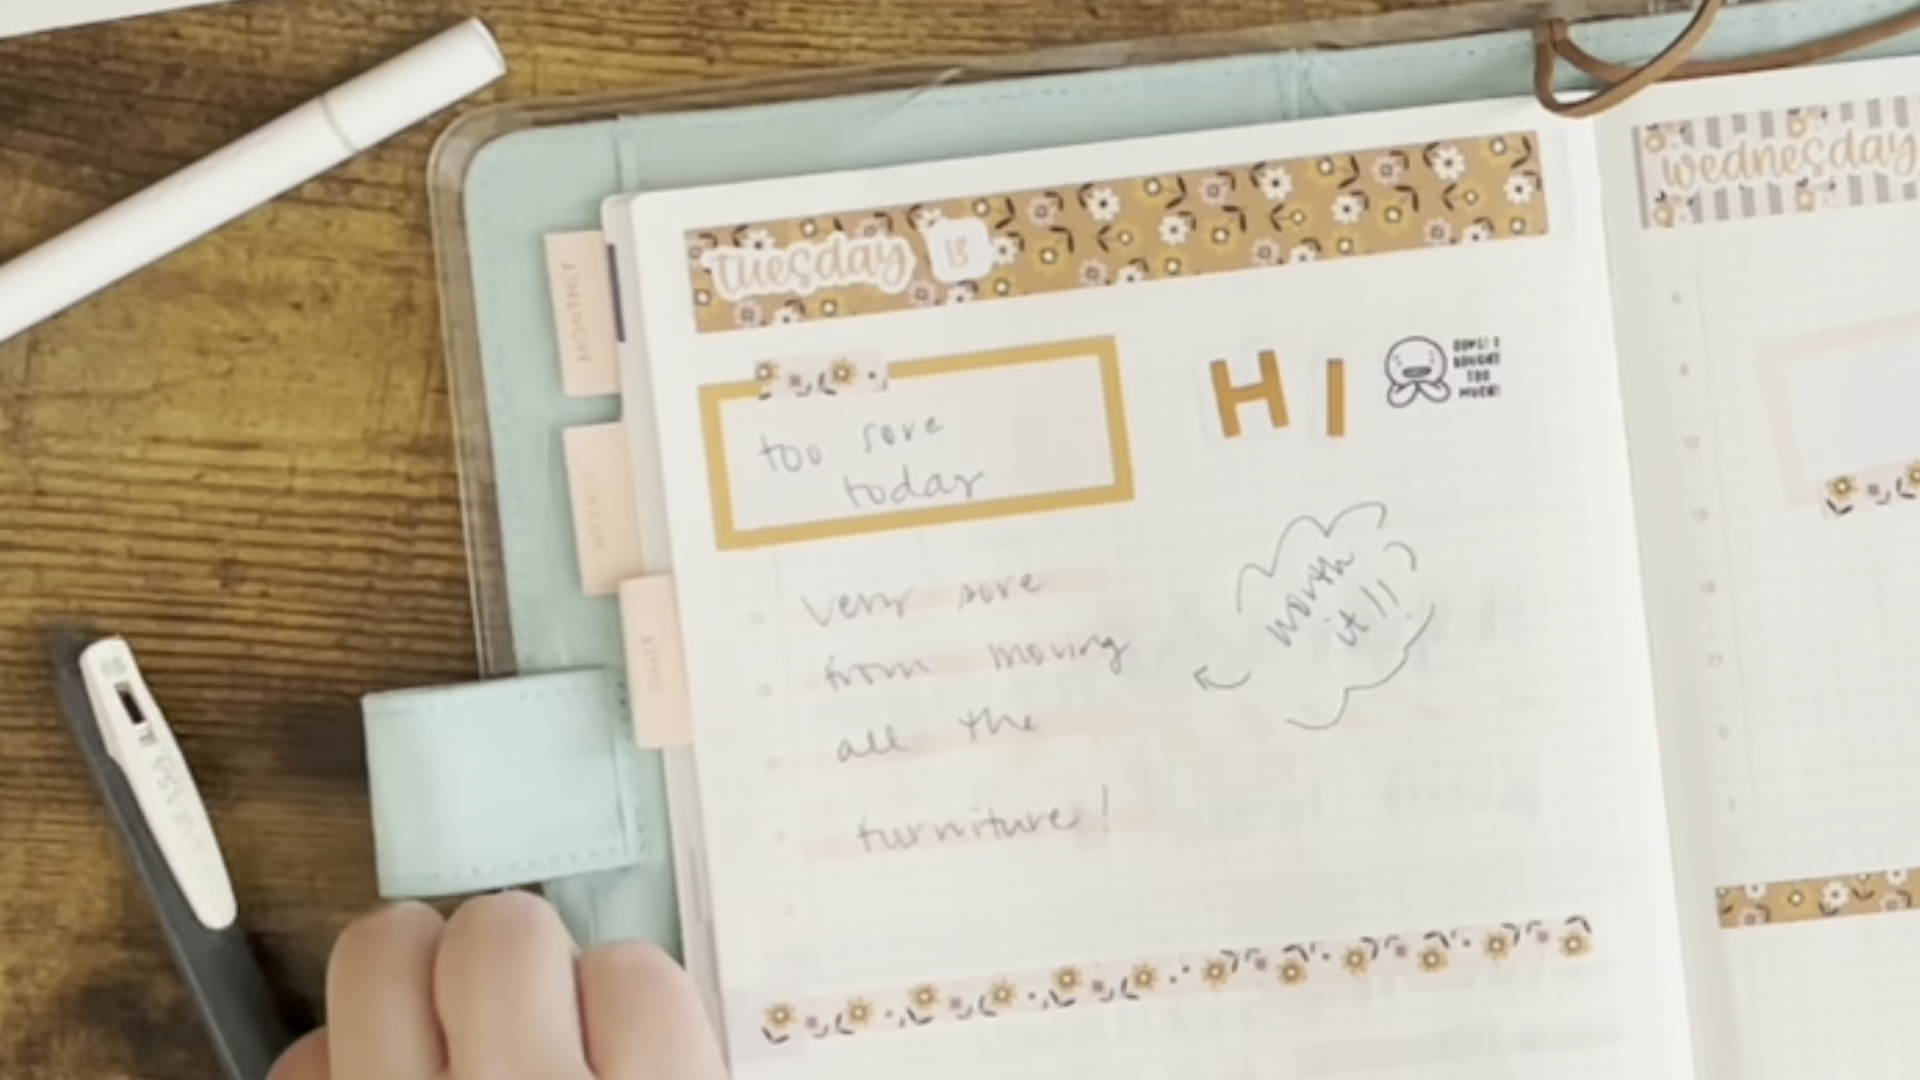 tuesday
13
wednesday
HI
OOPS! I
BOUGHT
TOO
MUCH!
too sore
today
very sore
from moving
all the
furniture!
worth
it!!
MONTHLY
WEEKLY
DAILY